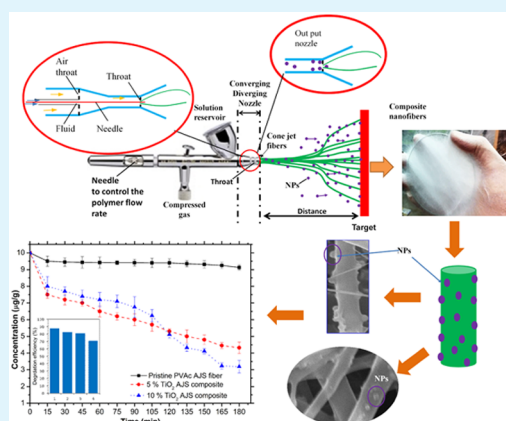 Air
throat
Throat
Fluid
Needle
Out put
nozzle
Converging
Diverging
Nozzle
Solution
reservoir
Cone jet
fibers
Composite
nanofibers
Needle
to control the
polymer flow
rate
Compressed
gas
Throat
NPs
Distance
Target
NPs
NPs
Concentration (µg/g)
10
9
8
7
6
5
4
3
2
1
0
Degradation efficiency (%)
Pristine PVAc AJS fiber
5 % TiO2 AJS composite
10 % TiO2 AJS composite
0 15 30 45 60 75 90 105 120 135 150 165 180
Time (min)